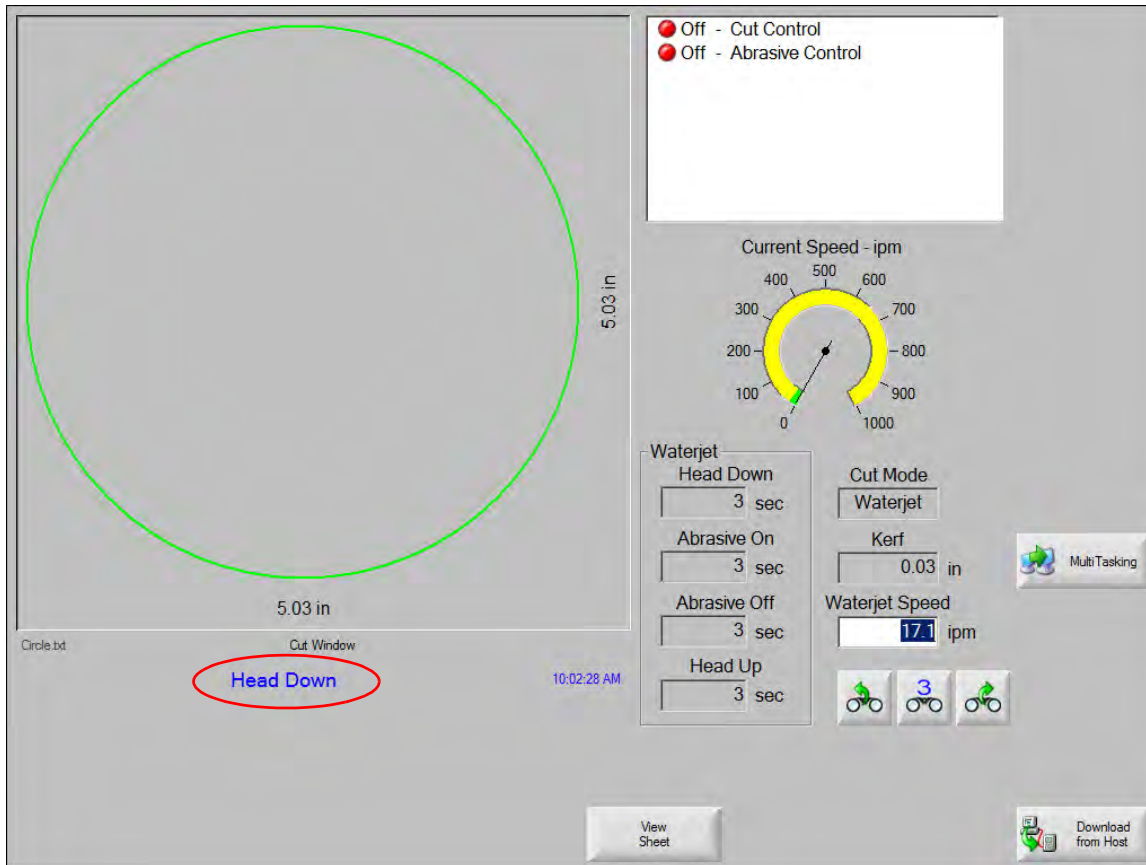 5.03 in
5.03 in
Circle.txt
Cut Window
Head Down
10:02:28 AM
Off - Cut Control
Off - Abrasive Control
Current Speed - ipm
0
100
200
300
400
500
600
700
800
900
1000
Waterjet
Head Down
3 sec
Abrasive On
3 sec
Abrasive Off
3 sec
Head Up
3 sec
Cut Mode
Waterjet
Kerf
0.03 in
Waterjet Speed
17.1 ipm
3
MultiTasking
View
Sheet
Download
from Host